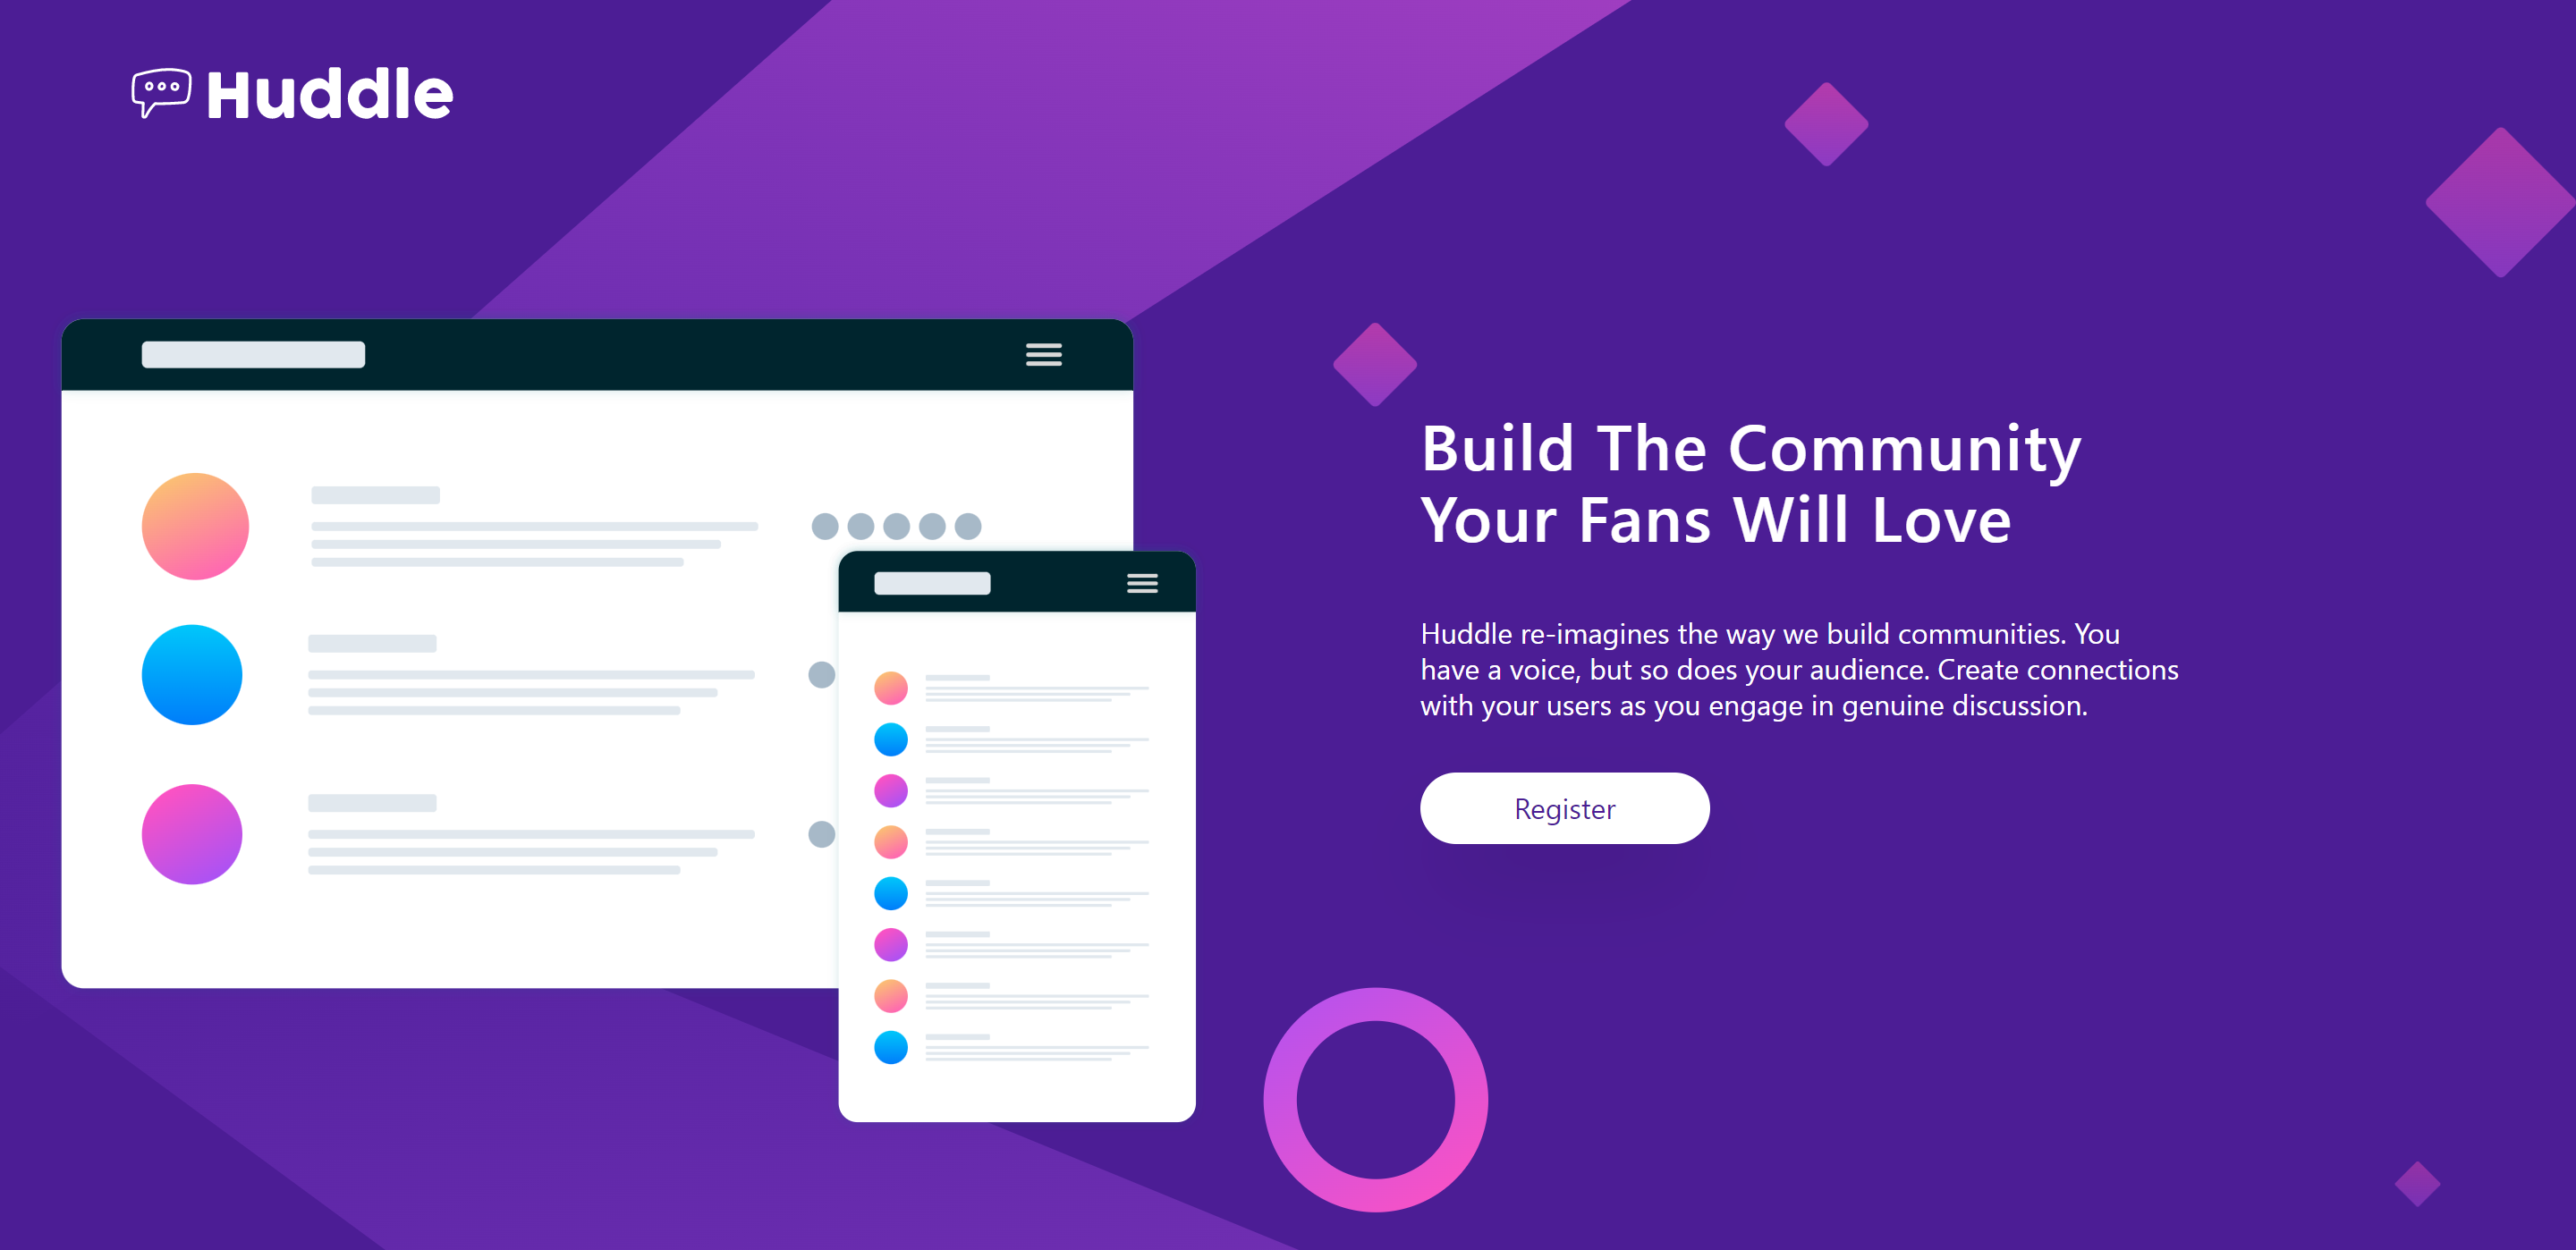 Huddle
Build The Community
Your Fans Will Love
Huddle re-imagines the way we build communities. You
have a voice, but so does your audience. Create connections
with your users as you engage in genuine discussion.
Register